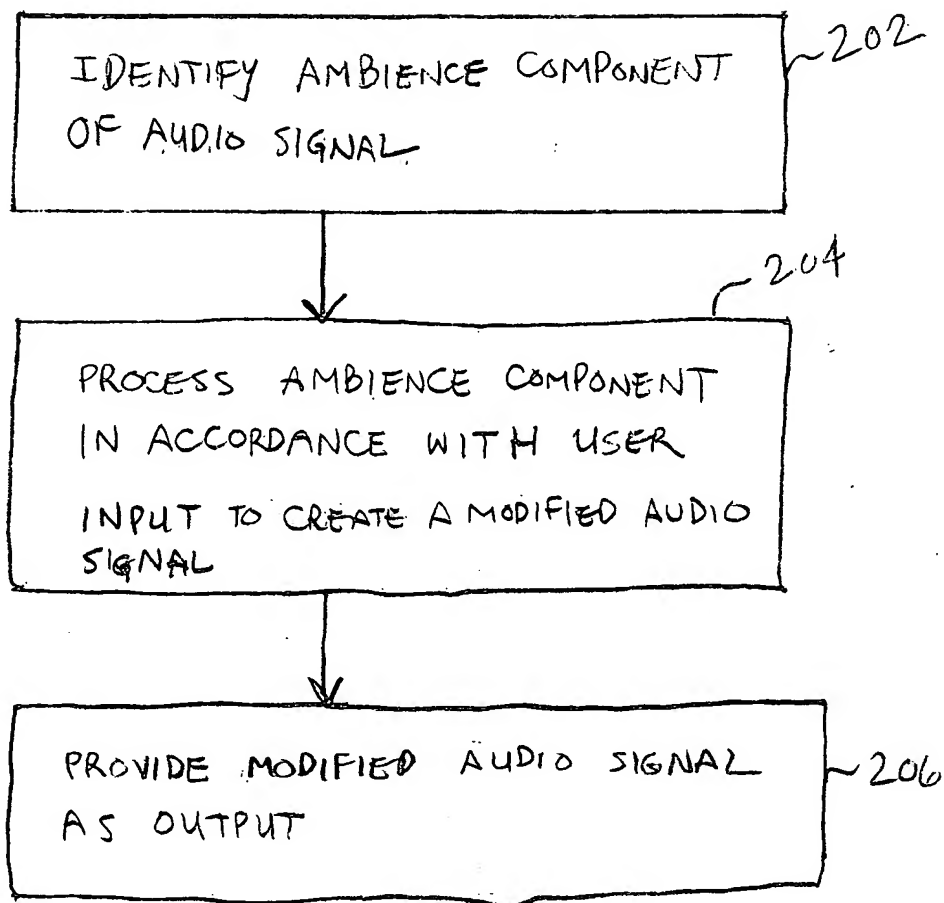 IDENTIFY AMBIENCE COMPONENT
OF AUDIO SIGNAL
202
204
PROCESS AMBIENCE COMPONENT
IN ACCORDANCE WITH USER
INPUT TO CREATE A MODIFIED AUDIO
SIGNAL
PROVIDE MODIFIED AUDIO SIGNAL
AS OUTPUT
206